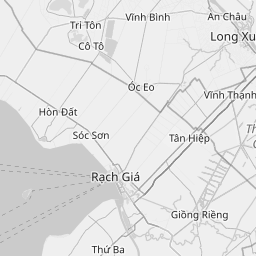 Vĩnh Bình
An Châu
Tri Tôn
Long Xu
Cô Tô
Óc Eo
Vĩnh Thạnh
Hòn Đất
Sóc Sơn
Tân Hiệp
Rạch Giá
Giồng Riềng
Thứ Ba